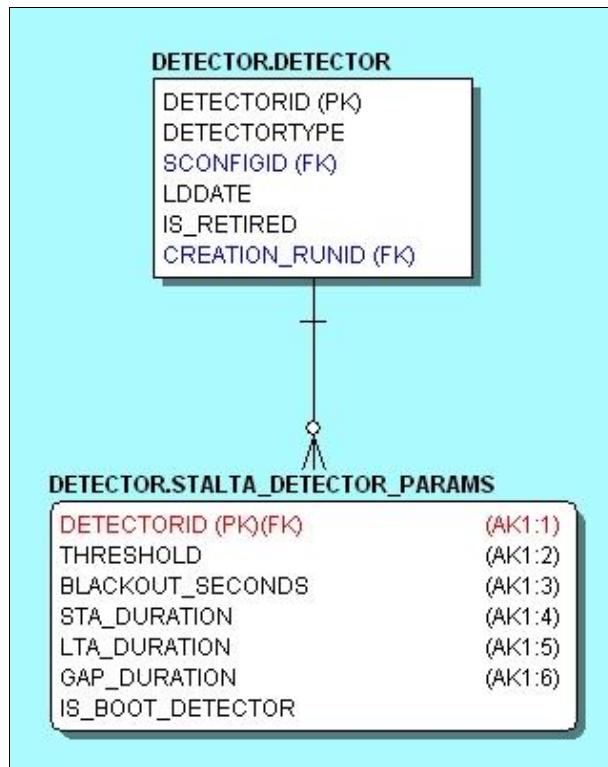 DETECTOR.DETECTOR
DETECTORID (PK)
DETECTORTYPE
SCONFIGID (FK)
LDDATE
IS_RETIRED
CREATION_RUNID (FK)
DETECTOR.STALTA_DETECTOR_PARAMS
DETECTORID (PK)(FK) (AK1:1)
THRESHOLD (AK1:2)
BLACKOUT_SECONDS (AK1:3)
STA_DURATION (AK1:4)
LTA_DURATION (AK1:5)
GAP_DURATION (AK1:6)
IS_BOOT_DETECTOR